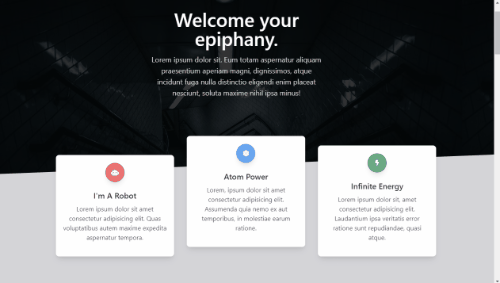 Welcome your
epiphany.
Lorem ipsum dolor sit. Eum totam aspernatur aliquam
praesentium aperiam magni, dignissimos, atque
incidunt fuga nulla distinctio eligendi enim placeat
nesciunt, soluta maxime nihil ipsa minus!
I'm A Robot
Lorem ipsum dolor sit amet
consectetur adipisicing elit. Quas
voluptatibus autem maxime expedita
aspernatur tempora.
Atom Power
Lorem, ipsum dolor sit amet
consectetur adipisicing elit.
Assumenda quia nemo ex aut
temporibus, in molestiae earum
ratione.
Infinite Energy
Lorem, ipsum dolor sit amet
consectetur adipisicing elit.
Laudantium ipsa veritatis error
ratione sunt repudiandae, quasi
atque.